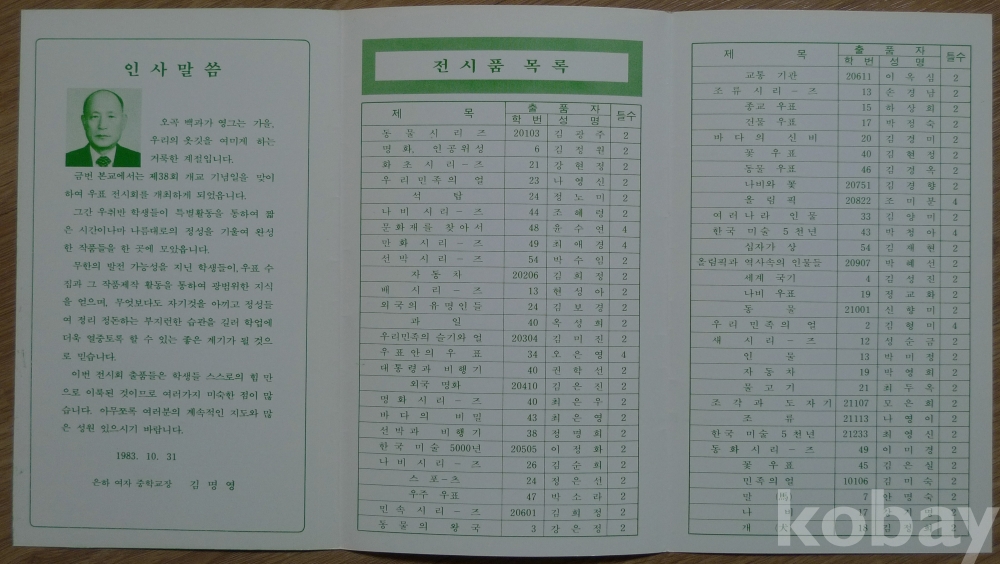 인사말씀
오곡 백과가 영그는 가을,
우리의 옷깃을 여미게 하는
거룩한 계절입니다.
금번 본교에서는 제38회 개교 기념일을 맞이
하여 우표 전시회를 개최하게 되었읍니다.
그간 우취반 학생들이 특별활동을 통하여 짧
은 시간이나마 나름대로의 정성을 기울여 완성
한 작품들을 한 곳에 모았읍니다.
무한의 발전 가능성을 지닌 학생들이, 우표 수
집과 그 작품제작 활동을 통하여 광범위한 지식
을 얻으며, 무엇보다도 자기것을 아끼고 정성들
여 정리 정돈하는 부지런한 습관을 길러 학업에
더욱 열중토록 할 수 있는 좋은 계기가 될 것으
로 믿습니다.
이번 전시회 출품들은 학생들 스스로의 힘 만
으로 이룩된 것이므로 여러가지 미숙한 점이 많
습니다. 아무쪼록 여러분의 계속적인 지도와 많
은 성원 있으시기 바랍니다.
1983. 10. 31
은하 여자 중학교장 김명영
전시품 목록
제 목 출품자 틀수
학번 성명
동물시리즈 20103 길광주 2
명화, 인공위성 6 김정원 2
화초시리-즈 21 강현정 2
우리민족의 얼 23 나영신 2
석탑 24 정노미 2
나비 시리-즈 44 조혜령 2
문화재를 찾아서 48 윤수연 4
만화 시리-즈 49 최애경 4
선박시리-즈 54 박수임 2
자동차 20206 김희정 2
배 시리-즈 13 현성아 2
외국의 유명인들 24 김보경 2
과일 40 옥성희 2
우리민족의 슬기와 얼 20304 김미진 2
우표안의 우표 34 오은영 4
대통령과 비행기 40 권학선 2
외국 명화 20410 김은진 2
명화시리-즈 40 최은우 2
바다의 비밀 43 최은영 2
선박과 비행기 38 정명희 2
한국 미술 5000년 20505 이정화 2
나비시리-즈 26 김순희 2
스포-츠 24 정은선 2
우주 우표 47 박소라 2
민속시리-즈 20601 김희정 2
동물의 왕국 3 강은정 2
제 목 출품자 틀수
학번 성명
교통 기관 20611 이옥심 2
조류시리-즈 13 손경남 2
종교 우표 15 하상희 2
건물 우표 17 박정숙 2
바다의 신비 20 김경미 2
꽃 우표 40 김현정 2
동물 우표 46 김경옥 2
나비와 꽃 20751 김경향 2
올림픽 20822 조미문 4
여러나라 인물 33 김양미 2
한국 미술 5천년 43 박정아 4
십자가 상 54 김재현 2
올림픽과 역사속의 인물들 20907 박혜선 2
세계 국기 4 김성진 2
나비 우표 19 정교화 2
동물 21001 신향미 2
우리 민족의 얼 2 김형미 4
새 시리-즈 12 성순금 2
인물 13 박미정 2
자동차 19 박영희 2
물고기 21 최두옥 2
조각과 도자기 21107 모은희 2
조류 21113 나영이 2
한국 미술 5천년 21233 최영신 2
동화시리-즈 49 이미경 2
꽃우표 45 김은실 2
민족의얼 10106 김미숙 2
말(馬) 7 한명숙 2
나비 17 2
개(犬) 18 2
kobay